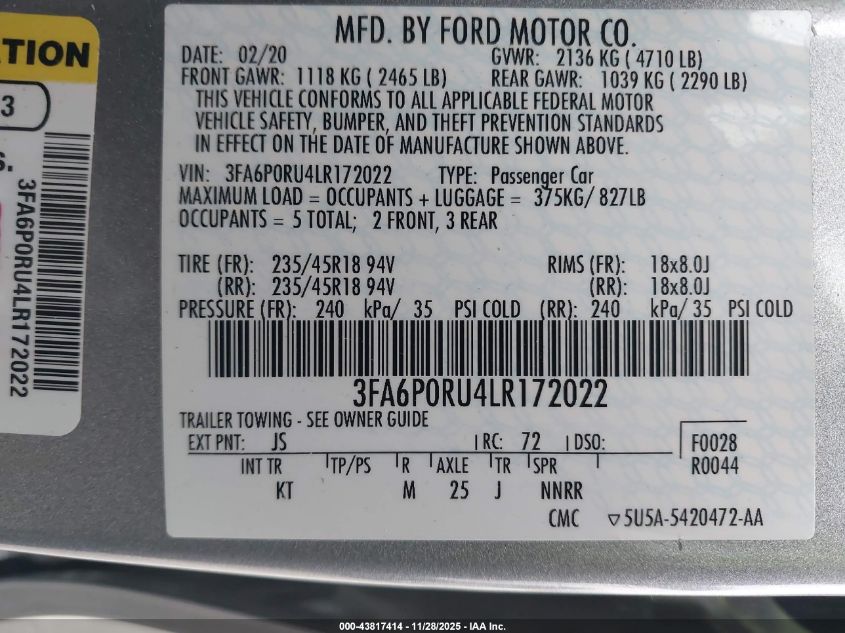 TION
3
S.
3FA6P0RU4LR172022
MFD. BY FORD MOTOR CO.
DATE: 02/20 GVWR: 2136 KG ( 4710 LB)
FRONT GAWR: 1118 KG ( 2465 LB) REAR GAWR: 1039 KG ( 2290 LB)
THIS VEHICLE CONFORMS TO ALL APPLICABLE FEDERAL MOTOR
VEHICLE SAFETY, BUMPER, AND THEFT PREVENTION STANDARDS
IN EFFECT ON THE DATE OF MANUFACTURE SHOWN ABOVE.
VIN: 3FA6P0RU4LR172022 TYPE: Passenger Car
MAXIMUM LOAD = OCCUPANTS + LUGGAGE = 375KG/ 827LB
OCCUPANTS = 5 TOTAL; 2 FRONT, 3 REAR
TIRE (FR): 235/45R18 94V RIMS (FR): 18x8.0J
(RR): 235/45R18 94V (RR): 18x8.0J
PRESSURE (FR): 240 kPa/ 35 PSI COLD (RR): 240 kPa/ 35 PSI COLD
3FA6P0RU4LR172022
TRAILER TOWING - SEE OWNER GUIDE
EXT PNT: JS RC: 72 DSO: F0028
INT TR TP/PS R AXLE TR SPR R0044
KT M 25 J NNRR
CMC ▽5U5A-5420472-AA
000-43817414 - 11/28/2025 - IAA Inc.